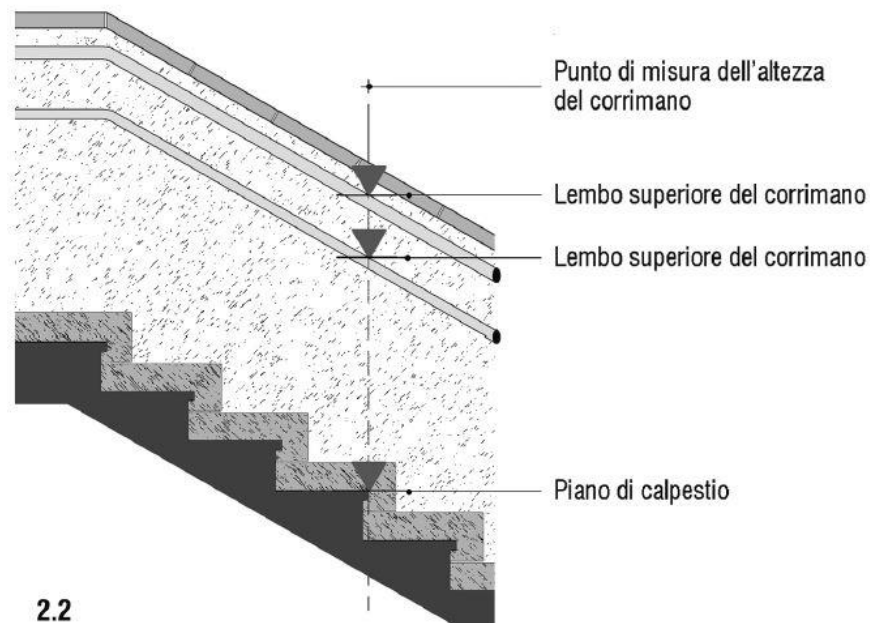 Punto di misura dell'altezza
del corrimano
Lembo superiore del corrimano
Lembo superiore del corrimano
Piano di calpestio
2.2